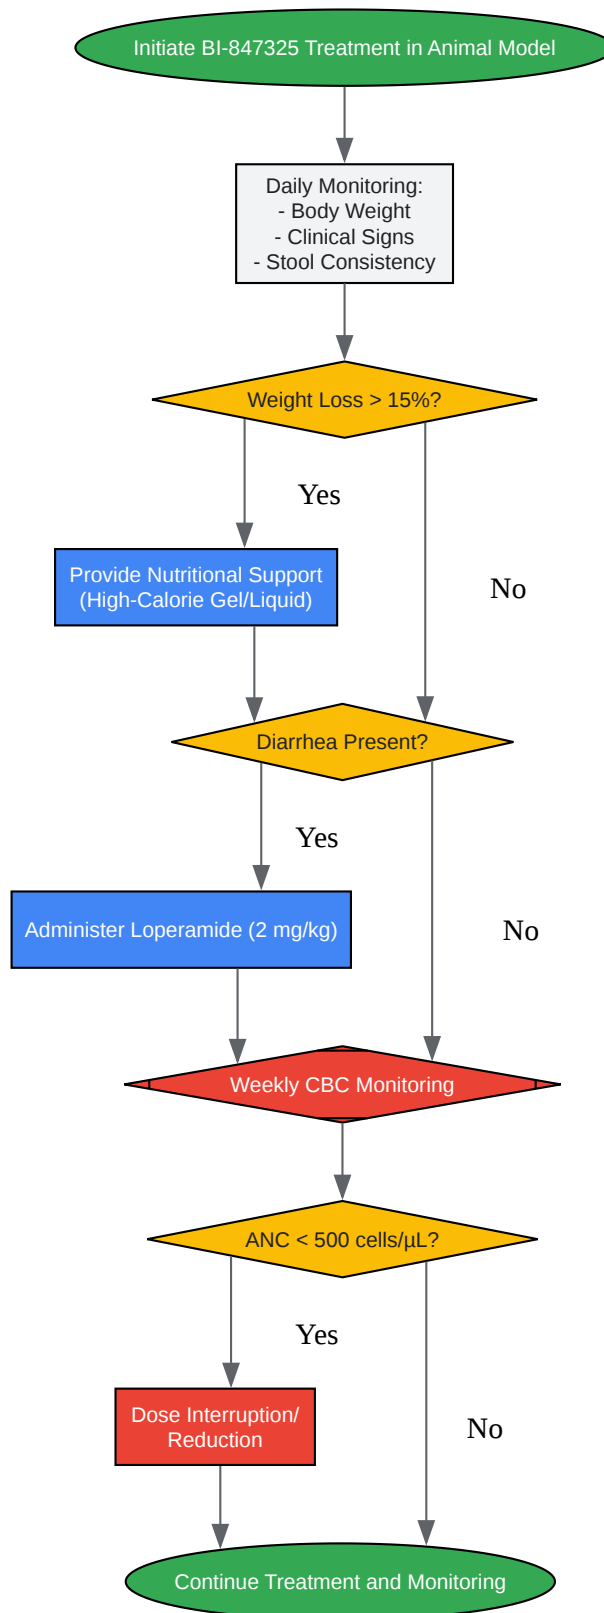 Initiate BI-847325 Treatment in Animal Model
Daily Monitoring:
- Body Weight
- Clinical Signs
- Stool Consistency
Weight Loss > 15%?
Yes
Provide Nutritional Support
(High-Calorie Gel/Liquid)
No
Diarrhea Present?
Yes
Administer Loperamide (2 mg/kg)
No
Weekly CBC Monitoring
ANC < 500 cells/µL?
Yes
Dose Interruption/
Reduction
No
Continue Treatment and Monitoring